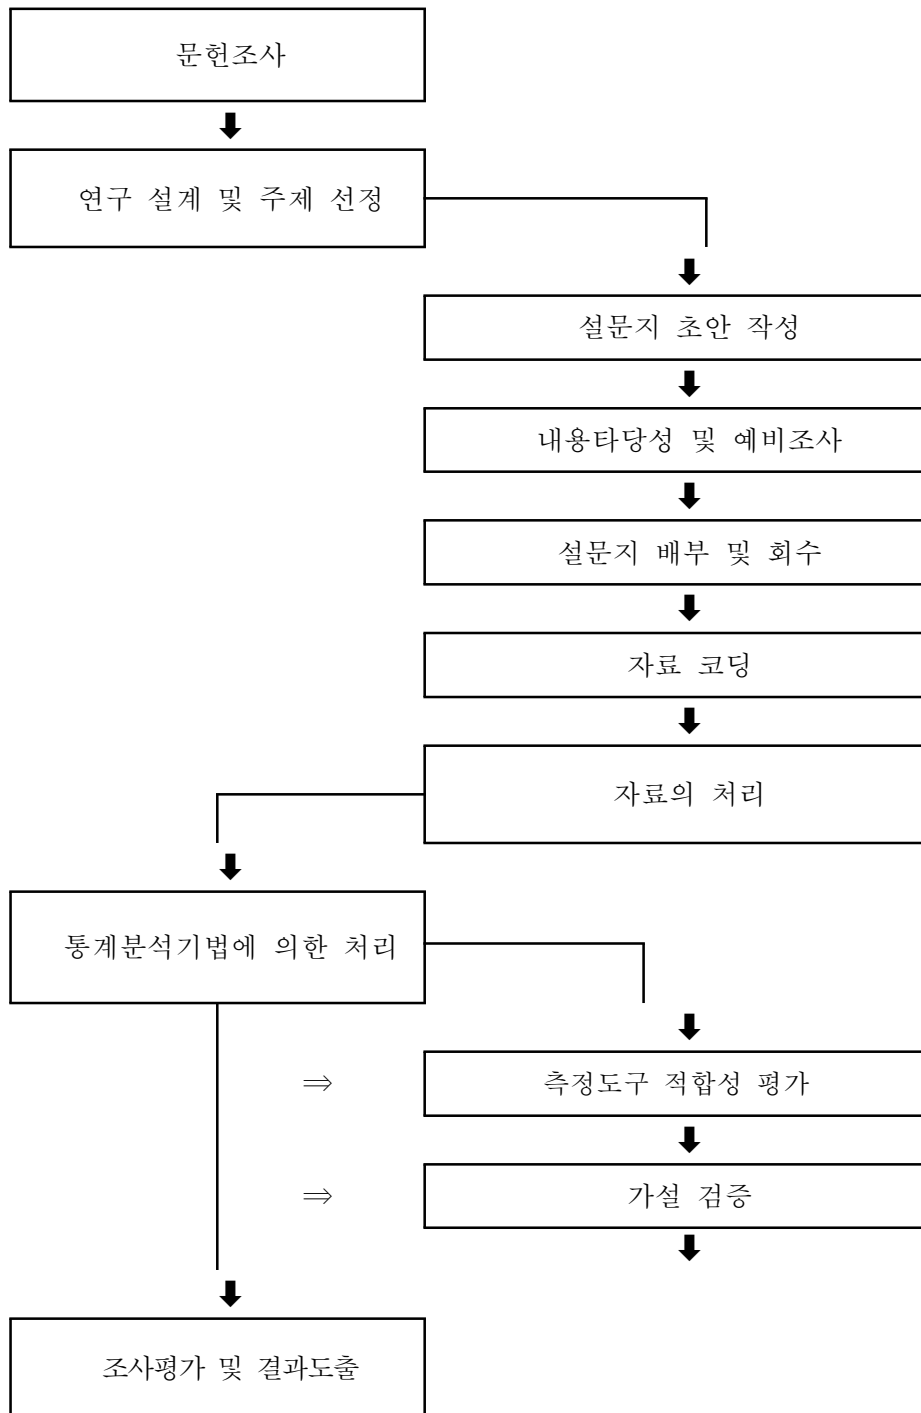 문헌조사
연구 설계 및 주제 선정
설문지 초안 작성
내용타당성 및 예비조사
설문지 배부 및 회수
자료 코딩
자료의 처리
통계분석기법에 의한 처리
⇒ 측정도구 적합성 평가
⇒ 가설 검증
조사평가 및 결과도출